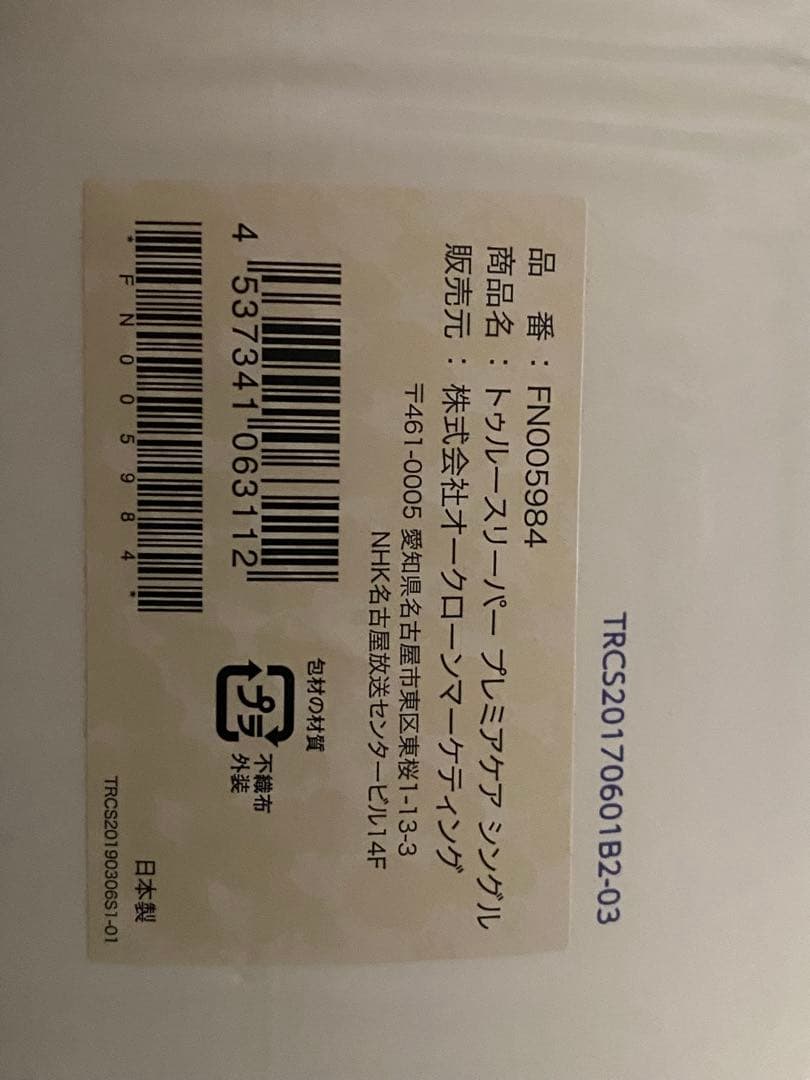 TRCS20170601B2-03
品 番 : FN005984
商品名 : トゥルースリーパー プレミアケア シングル
販売元 : 株式会社オークローンマーケティング
〒461-0005 愛知県名古屋市東区東桜1-13-3
NHK名古屋放送センタービル14F
4 537341 063112
*FN005984*
包材の材質
プラ
不織布
外装
日本製
TRCS20190306S1-01